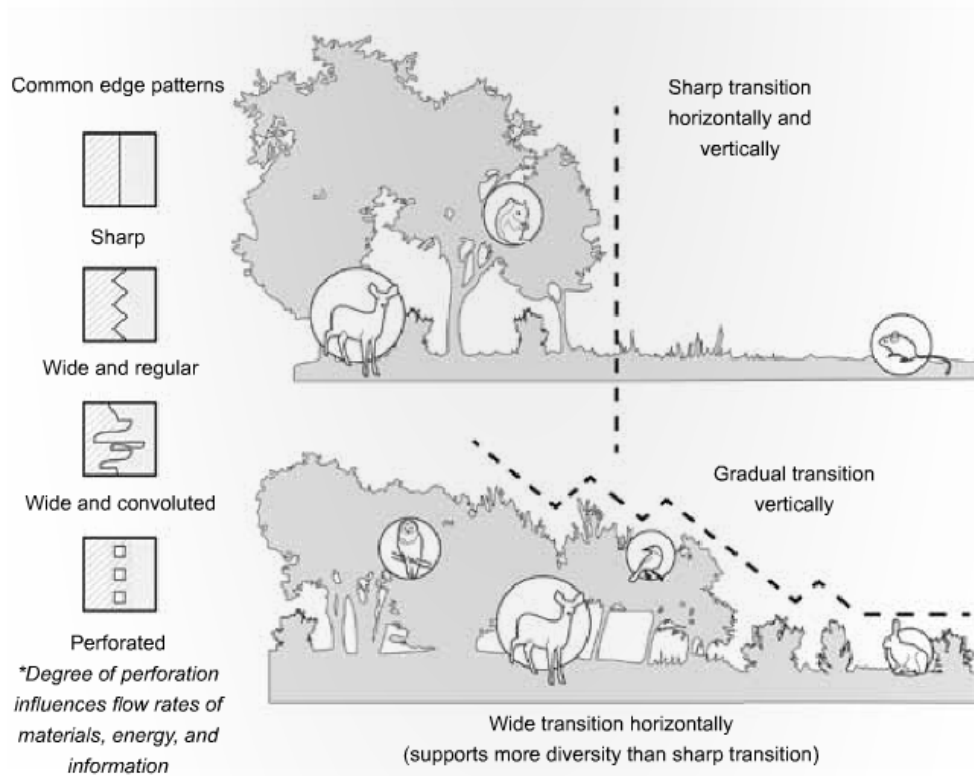 Common edge patterns
Sharp
Wide and regular
Wide and convoluted
Perforated
*Degree of perforation
influences flow rates of
materials, energy, and
information
Sharp transition
horizontally and
vertically
Gradual transition
vertically
Wide transition horizontally
(supports more diversity than sharp transition)